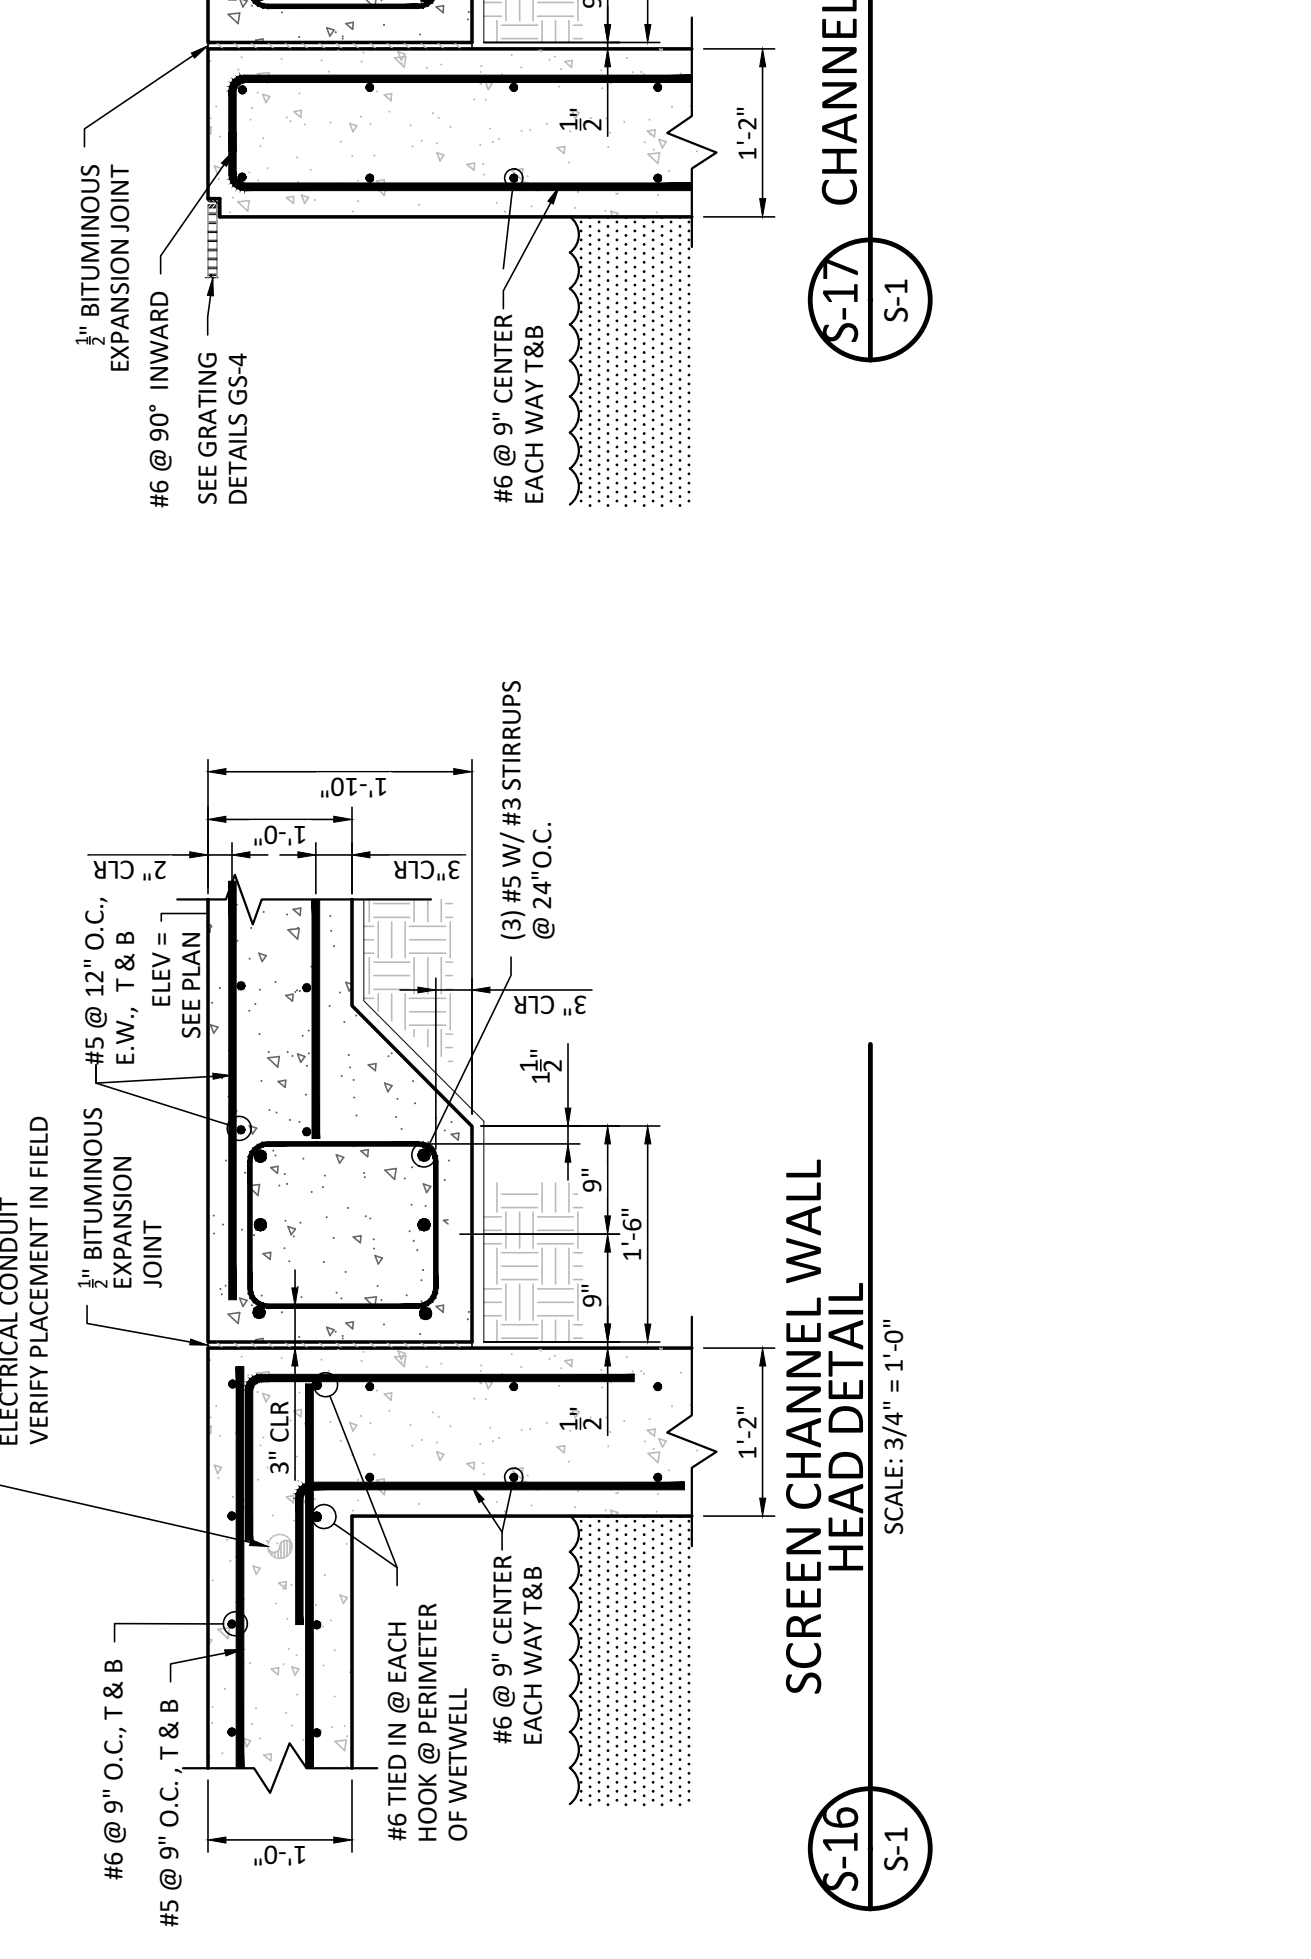 ELECTRICAL CONDUIT
VERIFY PLACEMENT IN FIELD
1/2" BITUMINOUS
EXPANSION
JOINT
#5 @ 12" O.C.,
E.W., T & B
ELEV =
SEE PLAN
2" CLR
3"CLR
1'-0"
1'-10"
(3) #5 W/ #3 STIRRUPS
@ 24"O.C.
3" CLR
1 1/2"
9"
9"
1'-6"
3" CLR
1/2
1'-2"
#6 @ 9" O.C., T & B
#5 @ 9" O.C. , T & B
1'-0"
#6 TIED IN @ EACH
HOOK @ PERIMETER
OF WETWELL
#6 @ 9" CENTER
EACH WAY T&B
S-16
S-1
SCREEN CHANNEL WALL
HEAD DETAIL
SCALE: 3/4" = 1'-0"
1/2" BITUMINOUS
EXPANSION JOINT
#6 @ 90° INWARD
SEE GRATING
DETAILS GS-4
#6 @ 9" CENTER
EACH WAY T&B
1/2
1'-2"
S-17
S-1
CHANNEL